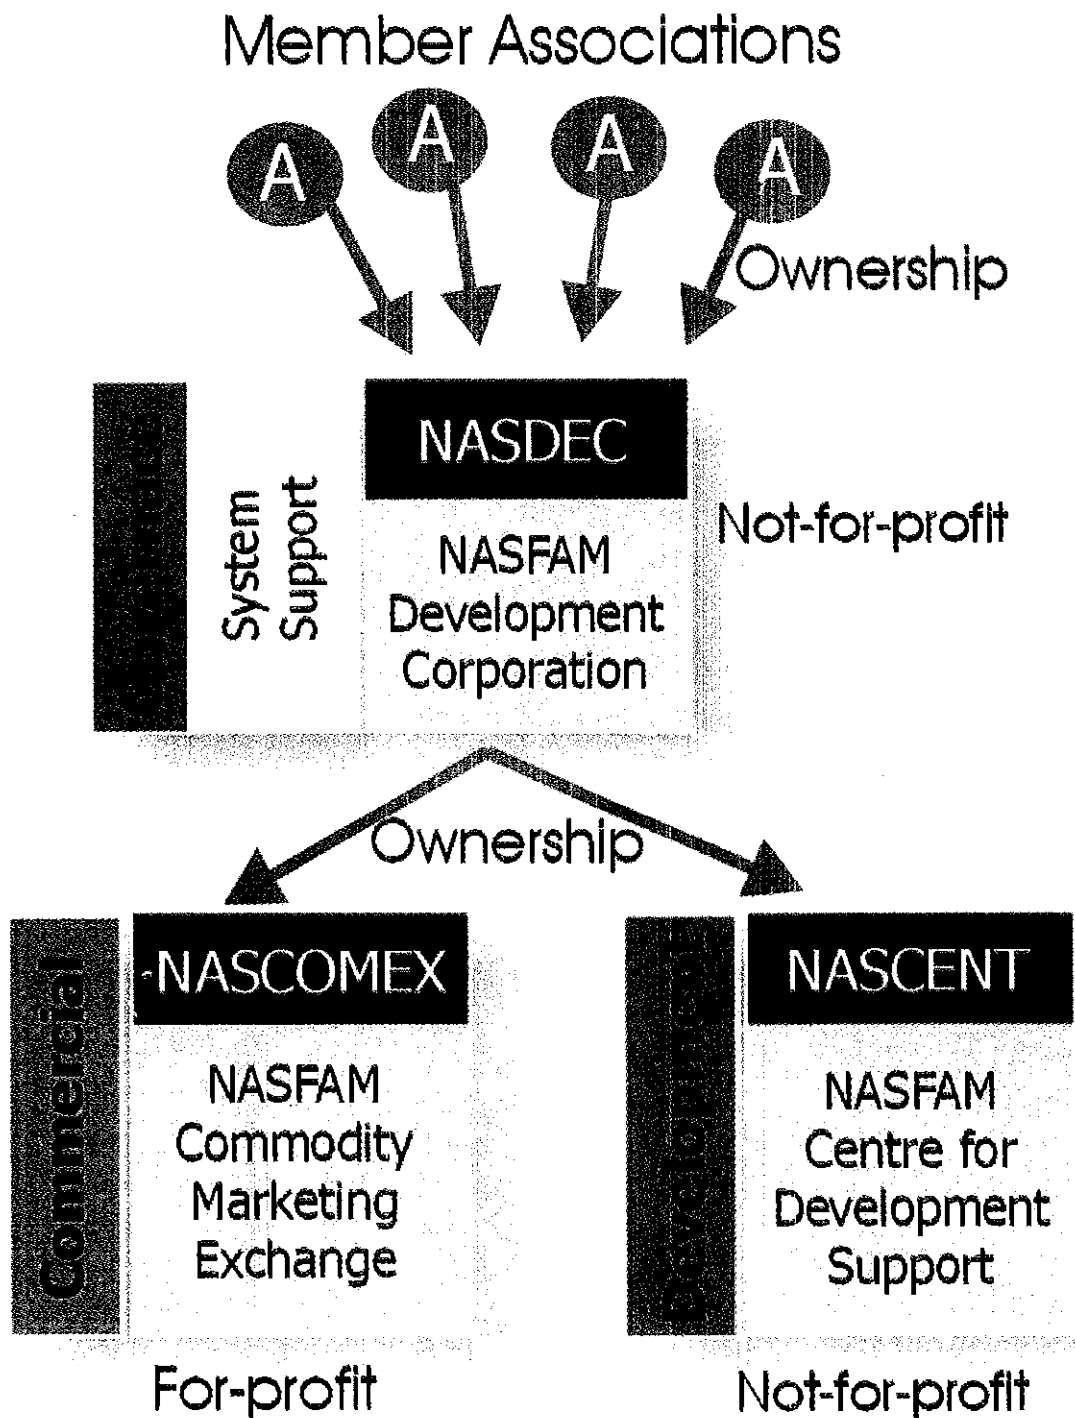 Member Associations
A
A
A
A
Ownership
NASDEC
System
Support
NASFAM
Development
Corporation
Not-for-profit
Ownership
Commercial
NASCOMEX
NASFAM
Commodity
Marketing
Exchange
For-profit
Development
NASCENT
NASFAM
Centre for
Development
Support
Not-for-profit